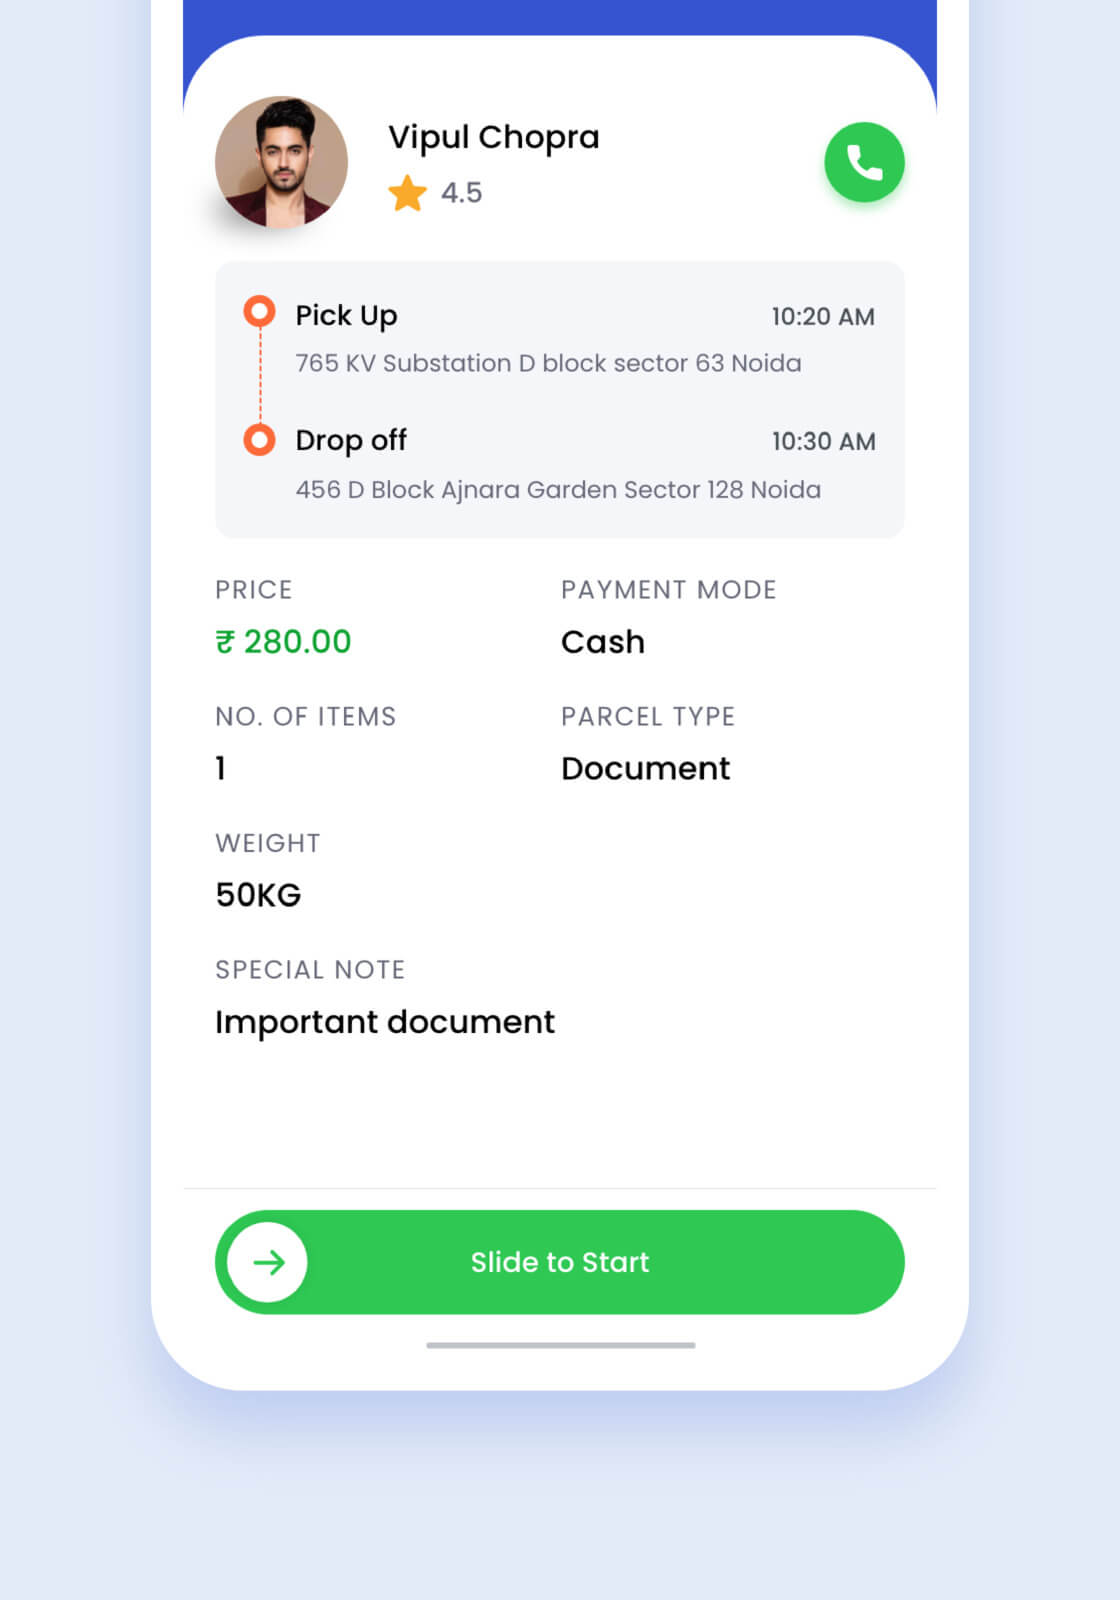 Vipul Chopra
4.5
Pick Up
10:20 AM
765 KV Substation D block sector 63 Noida
Drop off
10:30 AM
456 D Block Ajnara Garden Sector 128 Noida
PRICE
₹ 280.00
PAYMENT MODE
Cash
NO. OF ITEMS
1
PARCEL TYPE
Document
WEIGHT
50KG
SPECIAL NOTE
Important document
Slide to Start